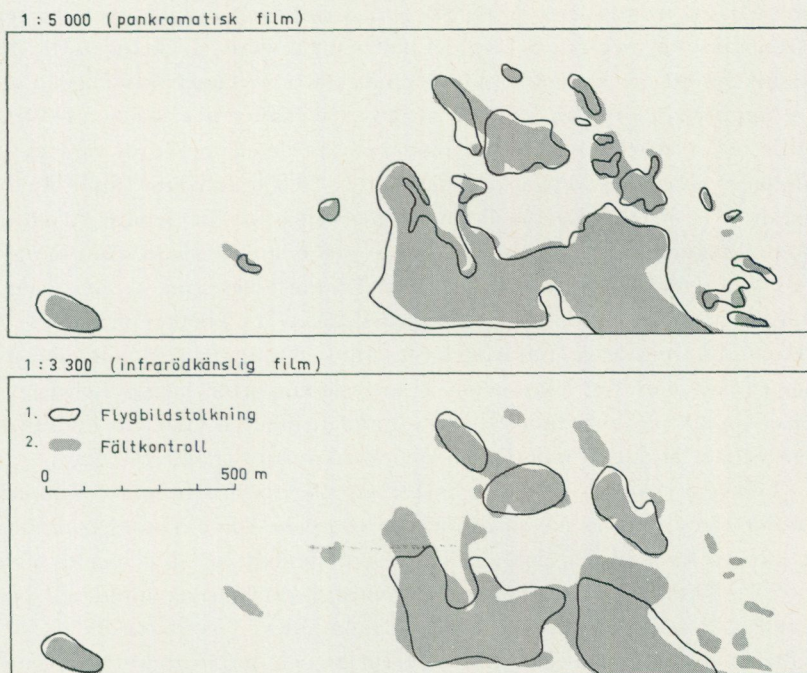 1:5 000 (pankromatisk film)
1:3 300 (infrarödkänslig film)
1. Flygbildstolkning
2. Fältkontroll
0 500 m